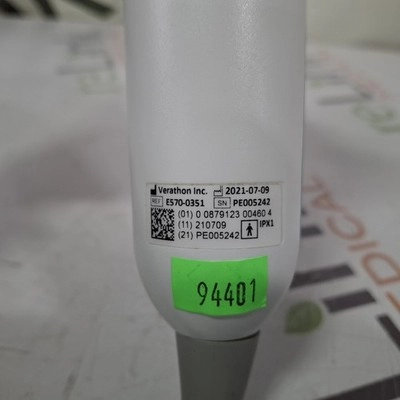 Verathon Inc. 2021-07-09
REF E570-0351 SN PE005242
(01) 0 0879123 00460 4
(11) 210709
(21) PE005242 IPX1
94401